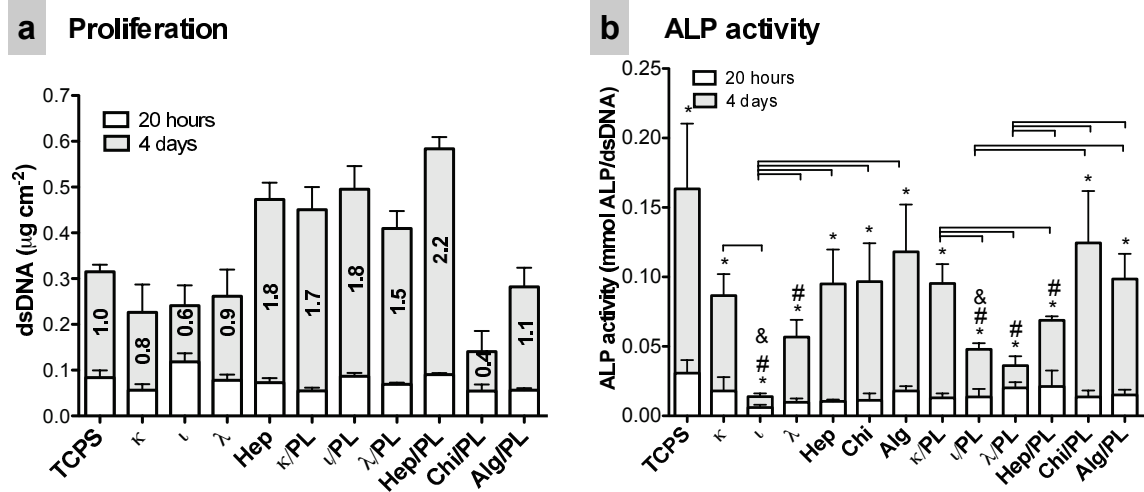 a Proliferation
0.7
0.6
0.5
0.4
0.3
0.2
0.1
0.0
dsDNA (μg cm-2)
20 hours
4 days
1.0
0.8
0.6
0.9
1.8
1.7
1.8
1.5
2.2
0.4
1.1
TCPS
κ
ι
λ
Hep
κ/PL
ι/PL
λ/PL
Hep/PL
Chi/PL
Alg/PL
b ALP activity
0.25
0.20
0.15
0.10
0.05
0.00
ALP activity (mmol ALP/dsDNA)
20 hours
4 days
*
*
&
#
*
#
*
*
*
*
*
&
#
*
#
*
#
*
*
*
TCPS
κ
ι
λ
Hep
Chi
Alg
κ/PL
ι/PL
λ/PL
Hep/PL
Chi/PL
Alg/PL